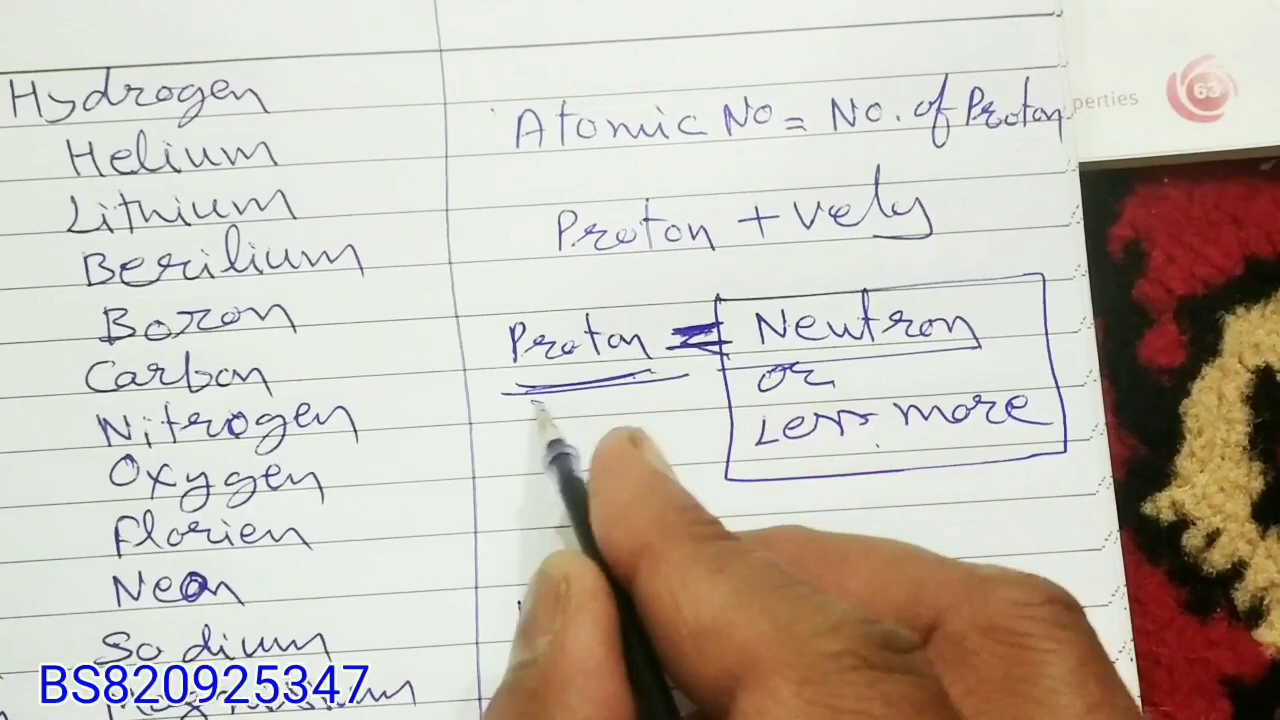 Hydrogen
Helium
Lithium
Berilium
Boron
Carbon
Nitrogen
Oxygen
Florien
Neon
Sodium
Atomic No = No. of Proton
Proton +vely
Proton = Neutron
or
Less more
perties
63
BS820925347